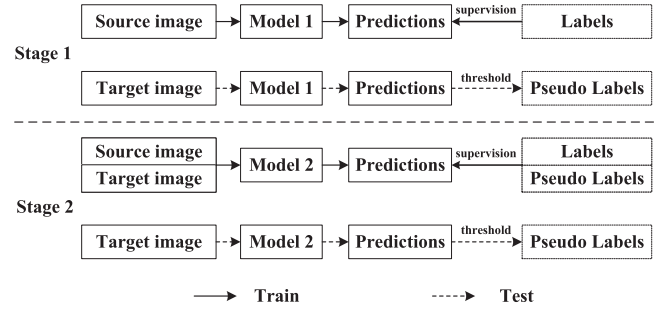 Source image Model 1 Predictions supervision Labels
Stage 1
Target image Model 1 Predictions threshold Pseudo Labels
Source image Labels
Target image Model 2 Predictions supervision Pseudo Labels
Stage 2
Target image Model 2 Predictions threshold Pseudo Labels
Train Test